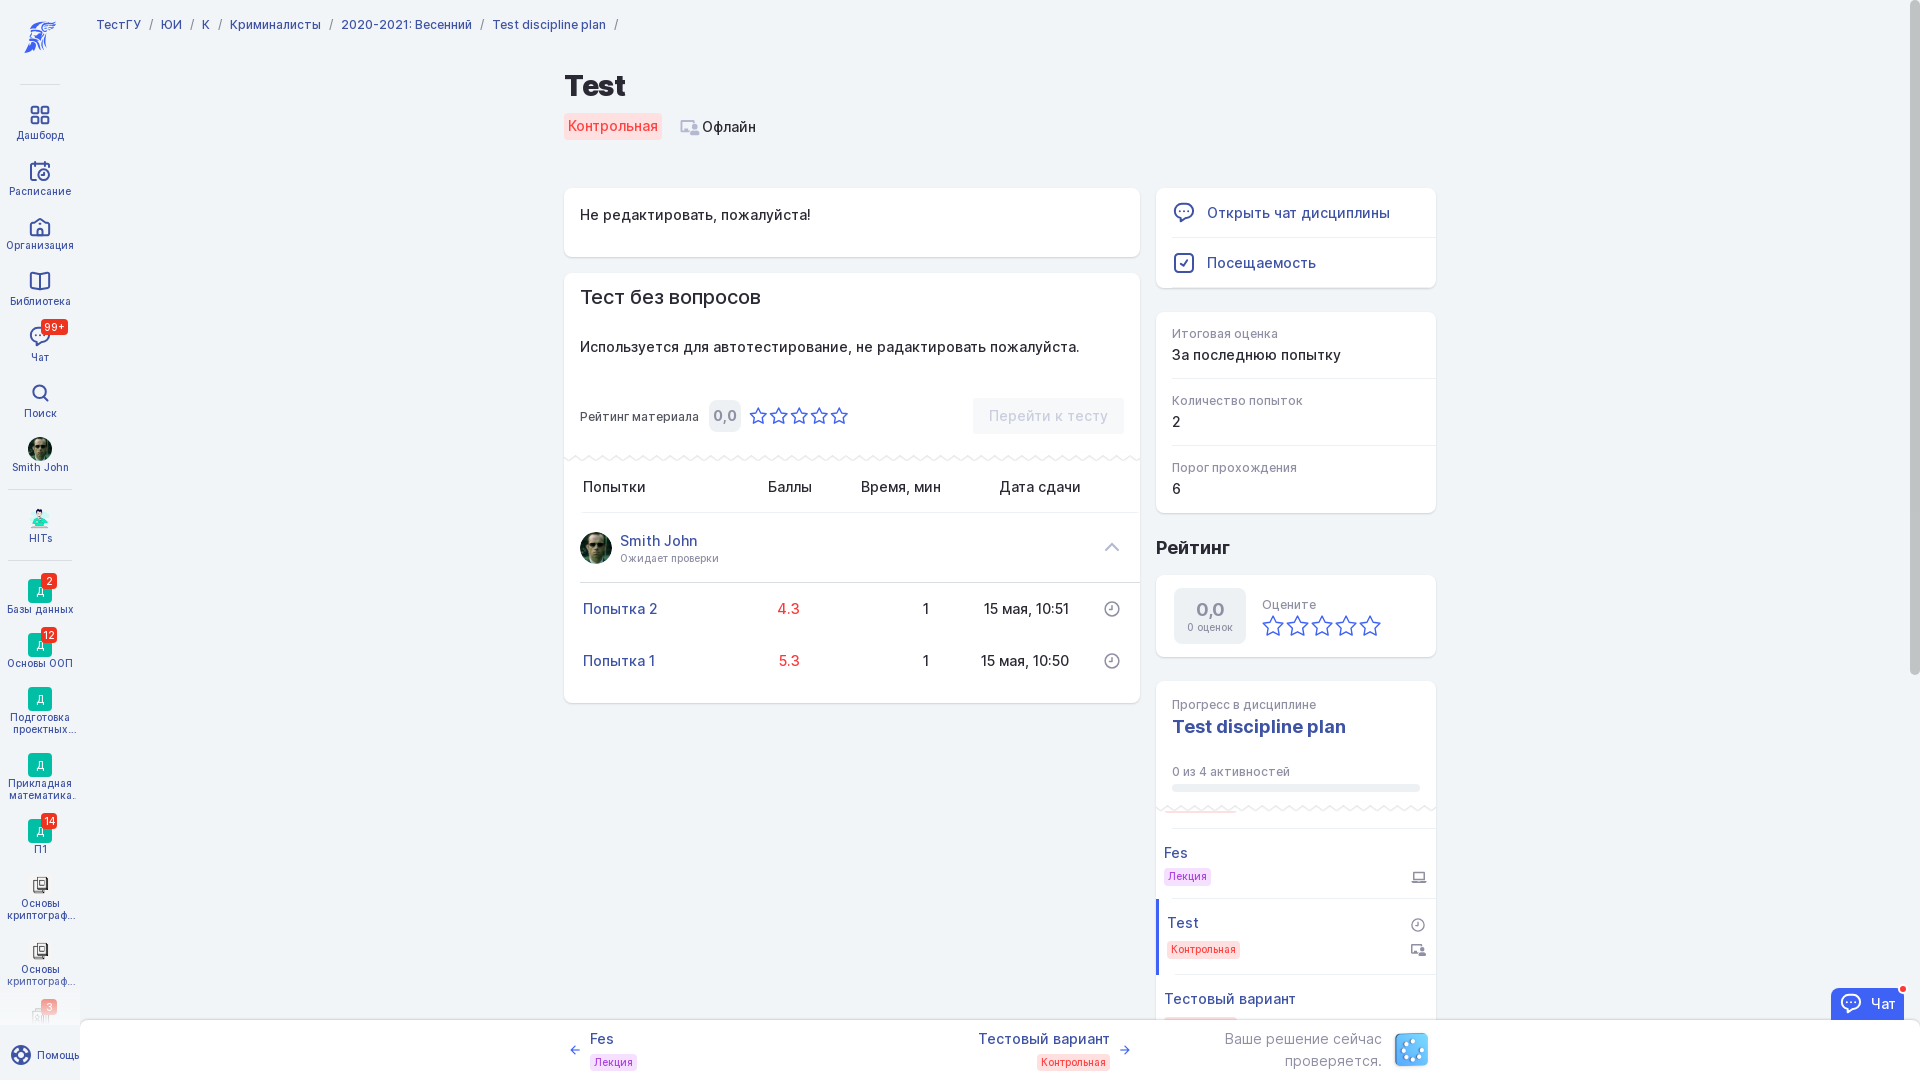 ТестГУ / ЮИ / К / Криминалисты / 2020-2021: Весенний / Test discipline plan /
Дашборд
Расписание
Организация
Библиотека
99+
Чат
Поиск
Smith John
HITs
2
Д
Базы данных
12
Д
Основы ООП
Д
Подготовка
проектных...
Д
Прикладная
математика.
14
Д
П1
Основы
криптограф...
Основы
криптограф...
3
Помощь
Test
Контрольная
Офлайн
Не редактировать, пожалуйста!
Тест без вопросов
Используется для автотестирование, не радактировать пожалуйста.
Рейтинг материала 0,0
Перейти к тесту
Попытки Баллы Время, мин Дата сдачи
Smith John
Ожидает проверки
Попытка 2 4.3 1 15 мая, 10:51
Попытка 1 5.3 1 15 мая, 10:50
Открыть чат дисциплины
Посещаемость
Итоговая оценка
За последнюю попытку
Количество попыток
2
Порог прохождения
6
Рейтинг
0,0
0 оценок
Оцените
Прогресс в дисциплине
Test discipline plan
0 из 4 активностей
Fes
Лекция
Test
Контрольная
Тестовый вариант
Чат
Fes
Лекция
Тестовый вариант
Контрольная
Ваше решение сейчас
проверяется.